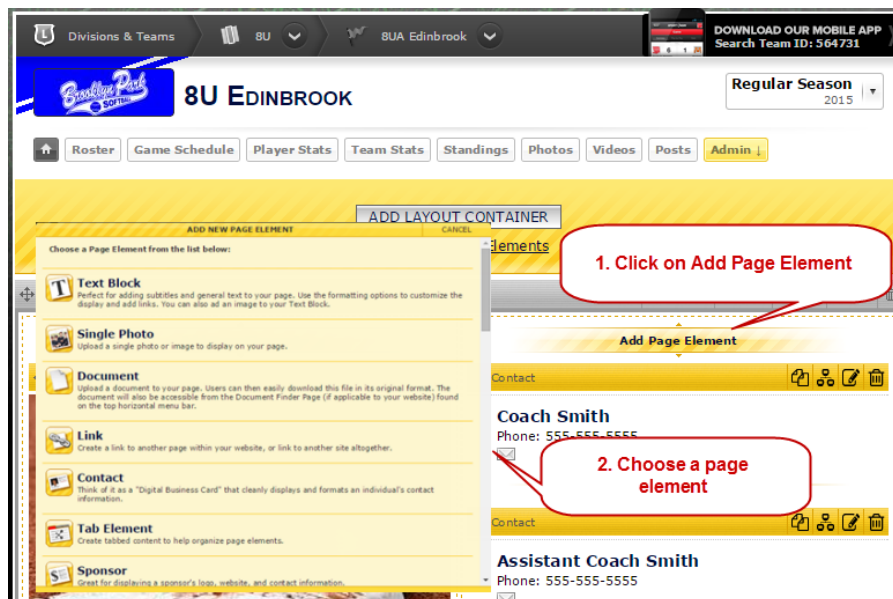 Divisions & Teams
8U
8UA Edinbrook
DOWNLOAD OUR MOBILE APP
Search Team ID: 564731
Brooklyn Park
SOFTBALL
8U EDINBROOK
Regular Season
2015
Roster
Game Schedule
Player Stats
Team Stats
Standings
Photos
Videos
Posts
Admin ↓
ADD LAYOUT CONTAINER
Elements
ADD NEW PAGE ELEMENT
CANCEL
Choose a Page Element from the list below:
Text Block
Perfect for adding subtitles and general text to your page. Use the formatting options to customize the
display and add links. You can also ad an image to your Text Block.
Single Photo
Upload a single photo or image to display on your page.
Document
Upload a document to your page. Users can then easily download this file in its original format. The
document will also be accessible from the Document Finder Page (if applicable to your website) found
on the top horizontal menu bar.
Link
Create a link to another page within your website, or link to another site altogether.
Contact
Think of it as a "Digital Business Card" that cleanly displays and formats an individual's contact
information.
Tab Element
Create tabbed content to help organize page elements.
Sponsor
Great for displaying a sponsor's logo, website, and contact information.
1. Click on Add Page Element
Add Page Element
Contact
Coach Smith
Phone: 555-555-5555
2. Choose a page
element
Contact
Assistant Coach Smith
Phone: 555-555-5555